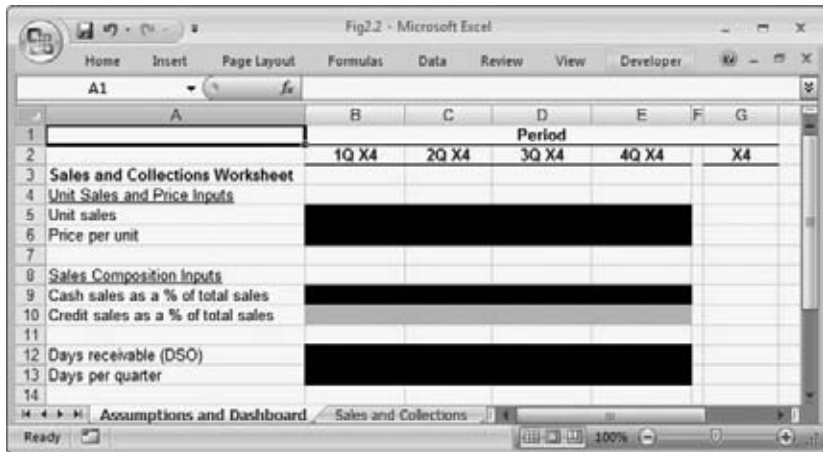 Fig2.2 - Microsoft Excel
Home Insert Page Layout Formulas Data Review View Developer
A1 fx
A B C D E F G
1 Period
2 1Q X4 2Q X4 3Q X4 4Q X4 X4
3 Sales and Collections Worksheet
4 Unit Sales and Price Inputs
5 Unit sales
6 Price per unit
7
8 Sales Composition Inputs
9 Cash sales as a % of total sales
10 Credit sales as a % of total sales
11
12 Days receivable (DSO)
13 Days per quarter
14
Assumptions and Dashboard Sales and Collections
Ready 100%